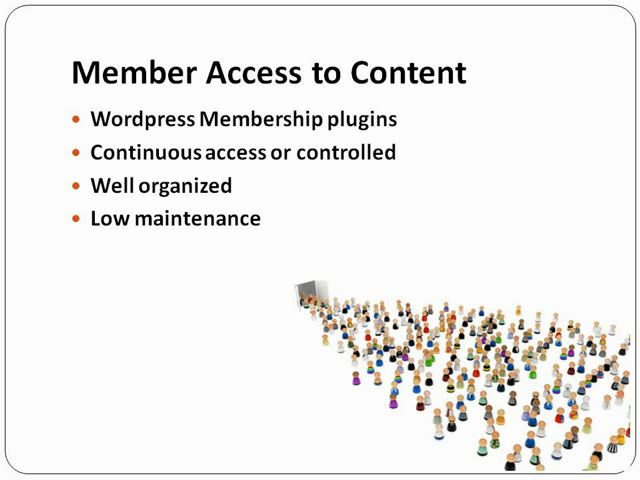 Member Access to Content
Wordpress Membership plugins
Continuous access or controlled
Well organized
Low maintenance